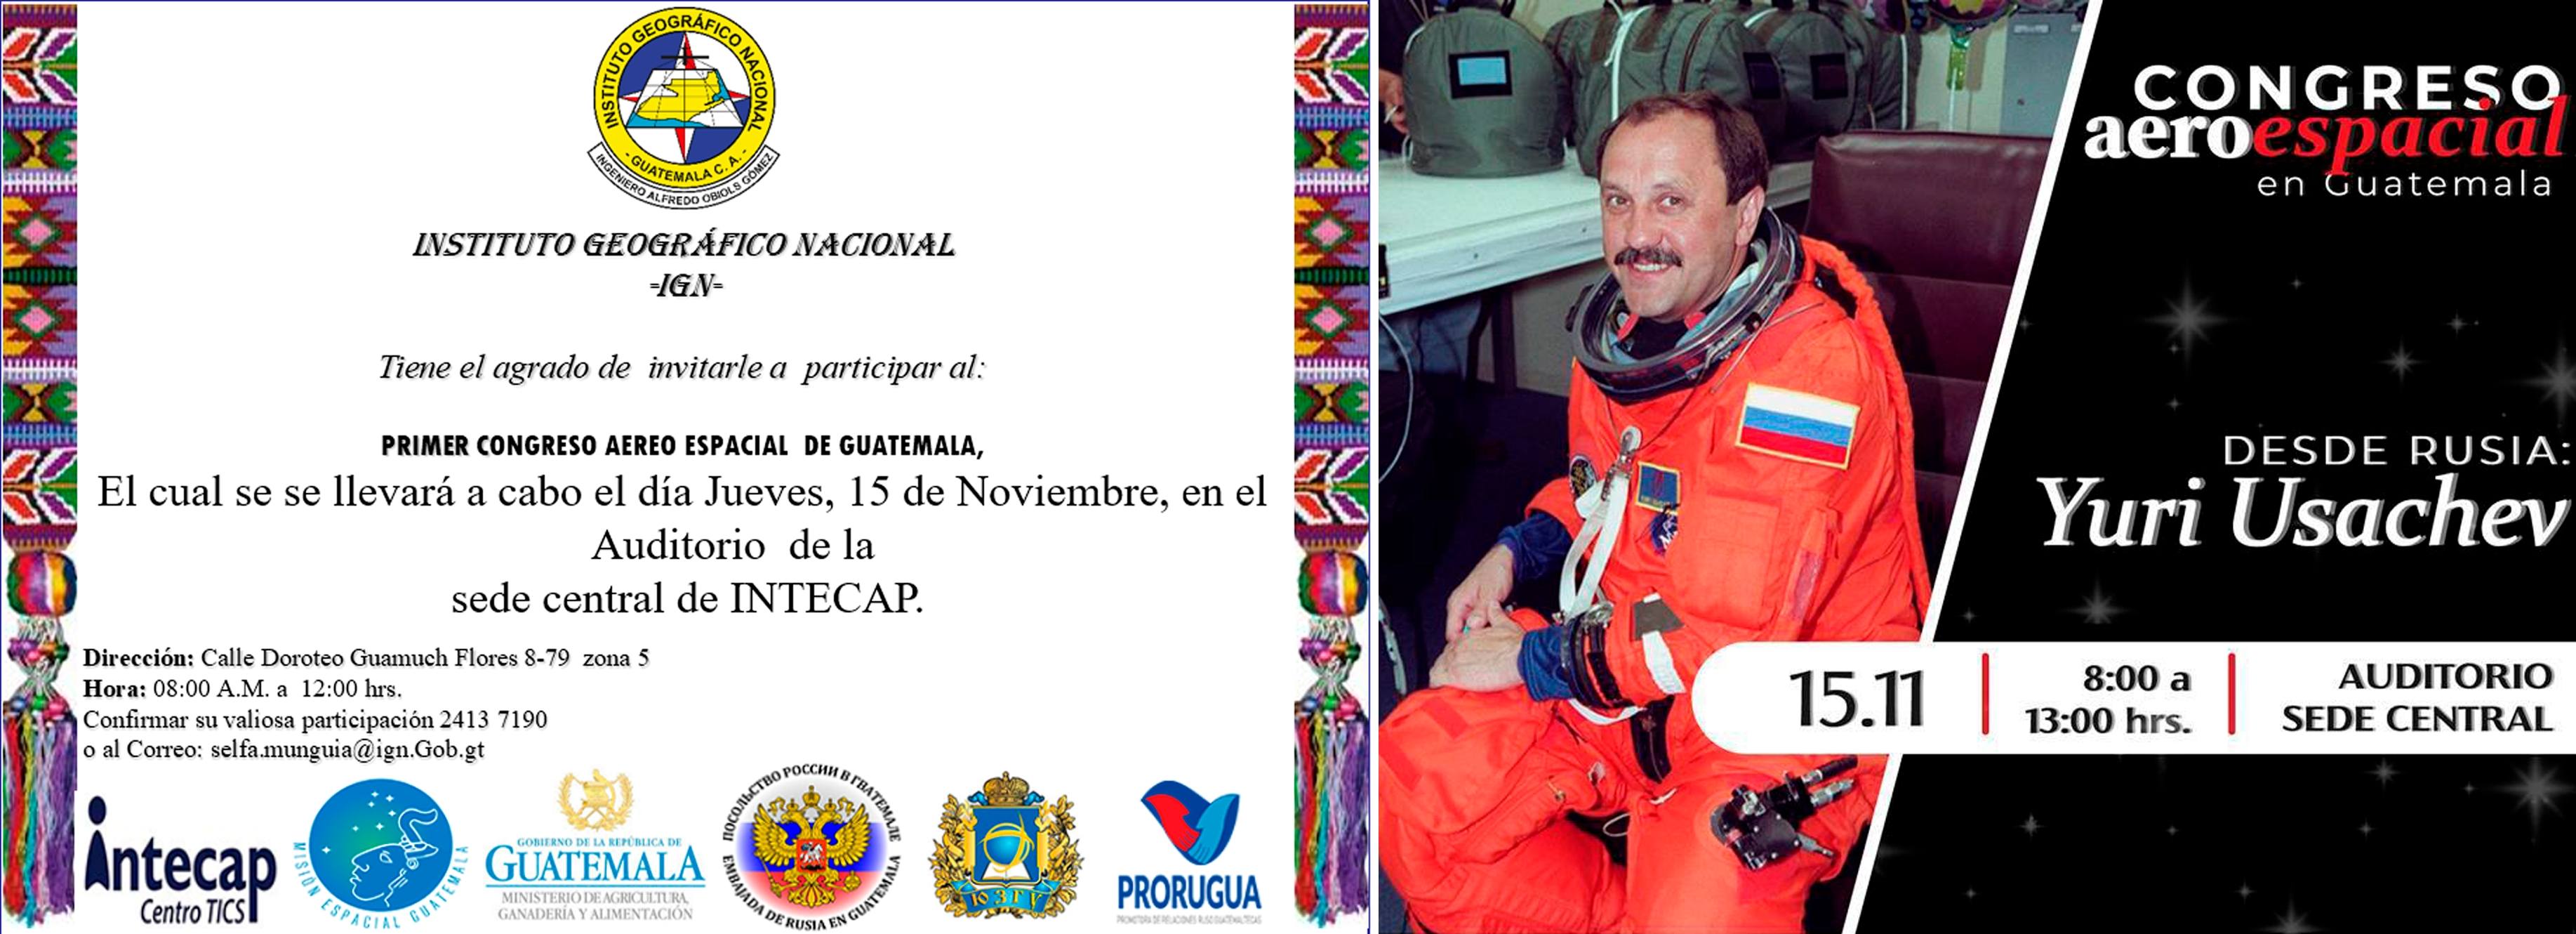 INSTITUTO GEOGRÁFICO NACIONAL
- GUATEMALA C. A. -
INGENIERO ALFREDO OBIOLS GÓMEZ
INSTITUTO GEOGRÁFICO NACIONAL
-IGN-
Tiene el agrado de invitarle a participar al:
PRIMER CONGRESO AEREO ESPACIAL DE GUATEMALA,
El cual se se llevará a cabo el día Jueves, 15 de Noviembre, en el
Auditorio de la
sede central de INTECAP.
Dirección: Calle Doroteo Guamuch Flores 8-79 zona 5
Hora: 08:00 A.M. a 12:00 hrs.
Confirmar su valiosa participación 2413 7190
o al Correo: selfa.munguia@ign.Gob.gt
intecap
Centro TICS
MISIÓN ESPACIAL GUATEMALA
GOBIERNO DE LA REPÚBLICA DE
GUATEMALA
MINISTERIO DE AGRICULTURA,
GANADERÍA Y ALIMENTACIÓN
ПОСОЛЬСТВО РОССИИ В ГВАТЕМАЛЕ
EMBAJADA DE RUSIA EN GUATEMALA
ЮЗГУ
PRORUGUA
PROMOTORA DE RELACIONES RUSO GUATEMALTECAS
CONGRESO
aeroespacial
en Guatemala
DESDE RUSIA:
Yuri Usachev
15.11
8:00 a
13:00 hrs.
AUDITORIO
SEDE CENTRAL